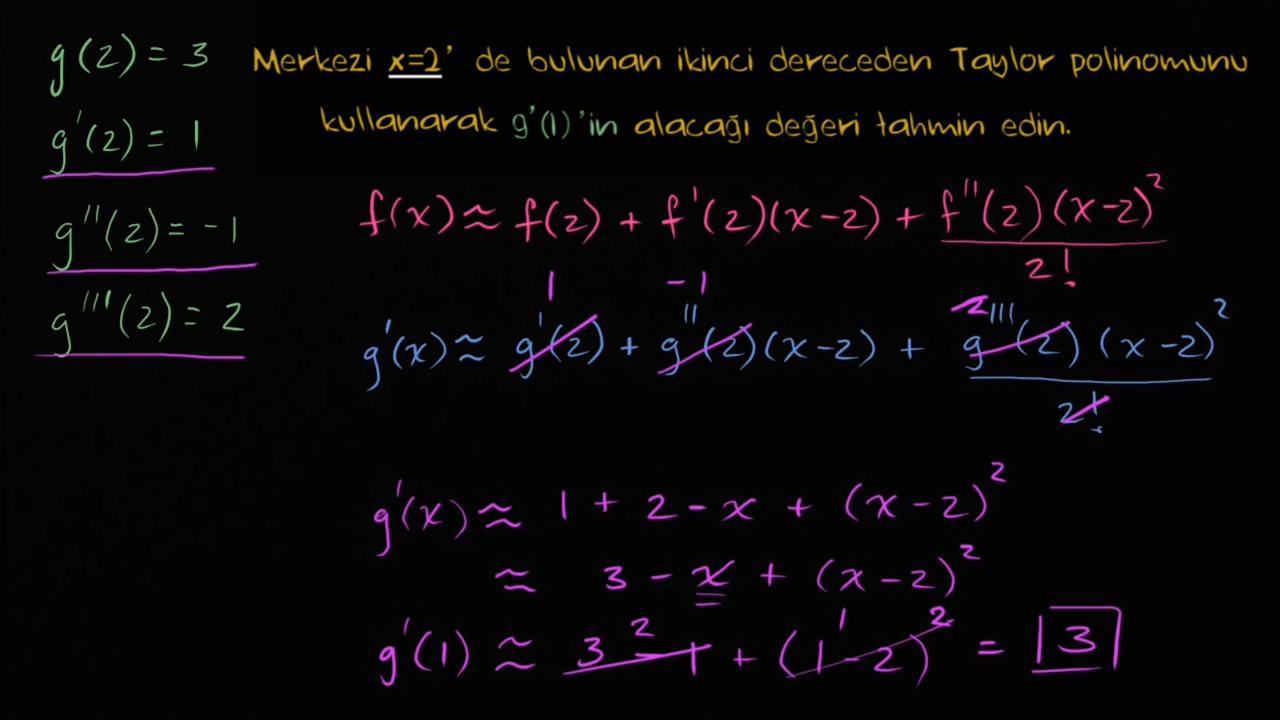 g(2) = 3
g'(2) = 1
g''(2) = -1
g'''(2) = 2
Merkezi x=2' de bulunan ikinci dereceden Taylor polinomunu
kullanarak g'(1)'in alacağı değeri tahmin edin.
f(x) ≈ f(2) + f'(2)(x-2) + f''(2)(x-2)²
2!
1 -1 2
g'(x) ≈ g'(2) + g''(2)(x-2) + g'''(2)(x-2)²
2!
g'(x) ≈ 1 + 2 - x + (x-2)²
≈ 3 - x + (x-2)²
2 1
g'(1) ≈ 3 - 1 + (1-2)² = 3